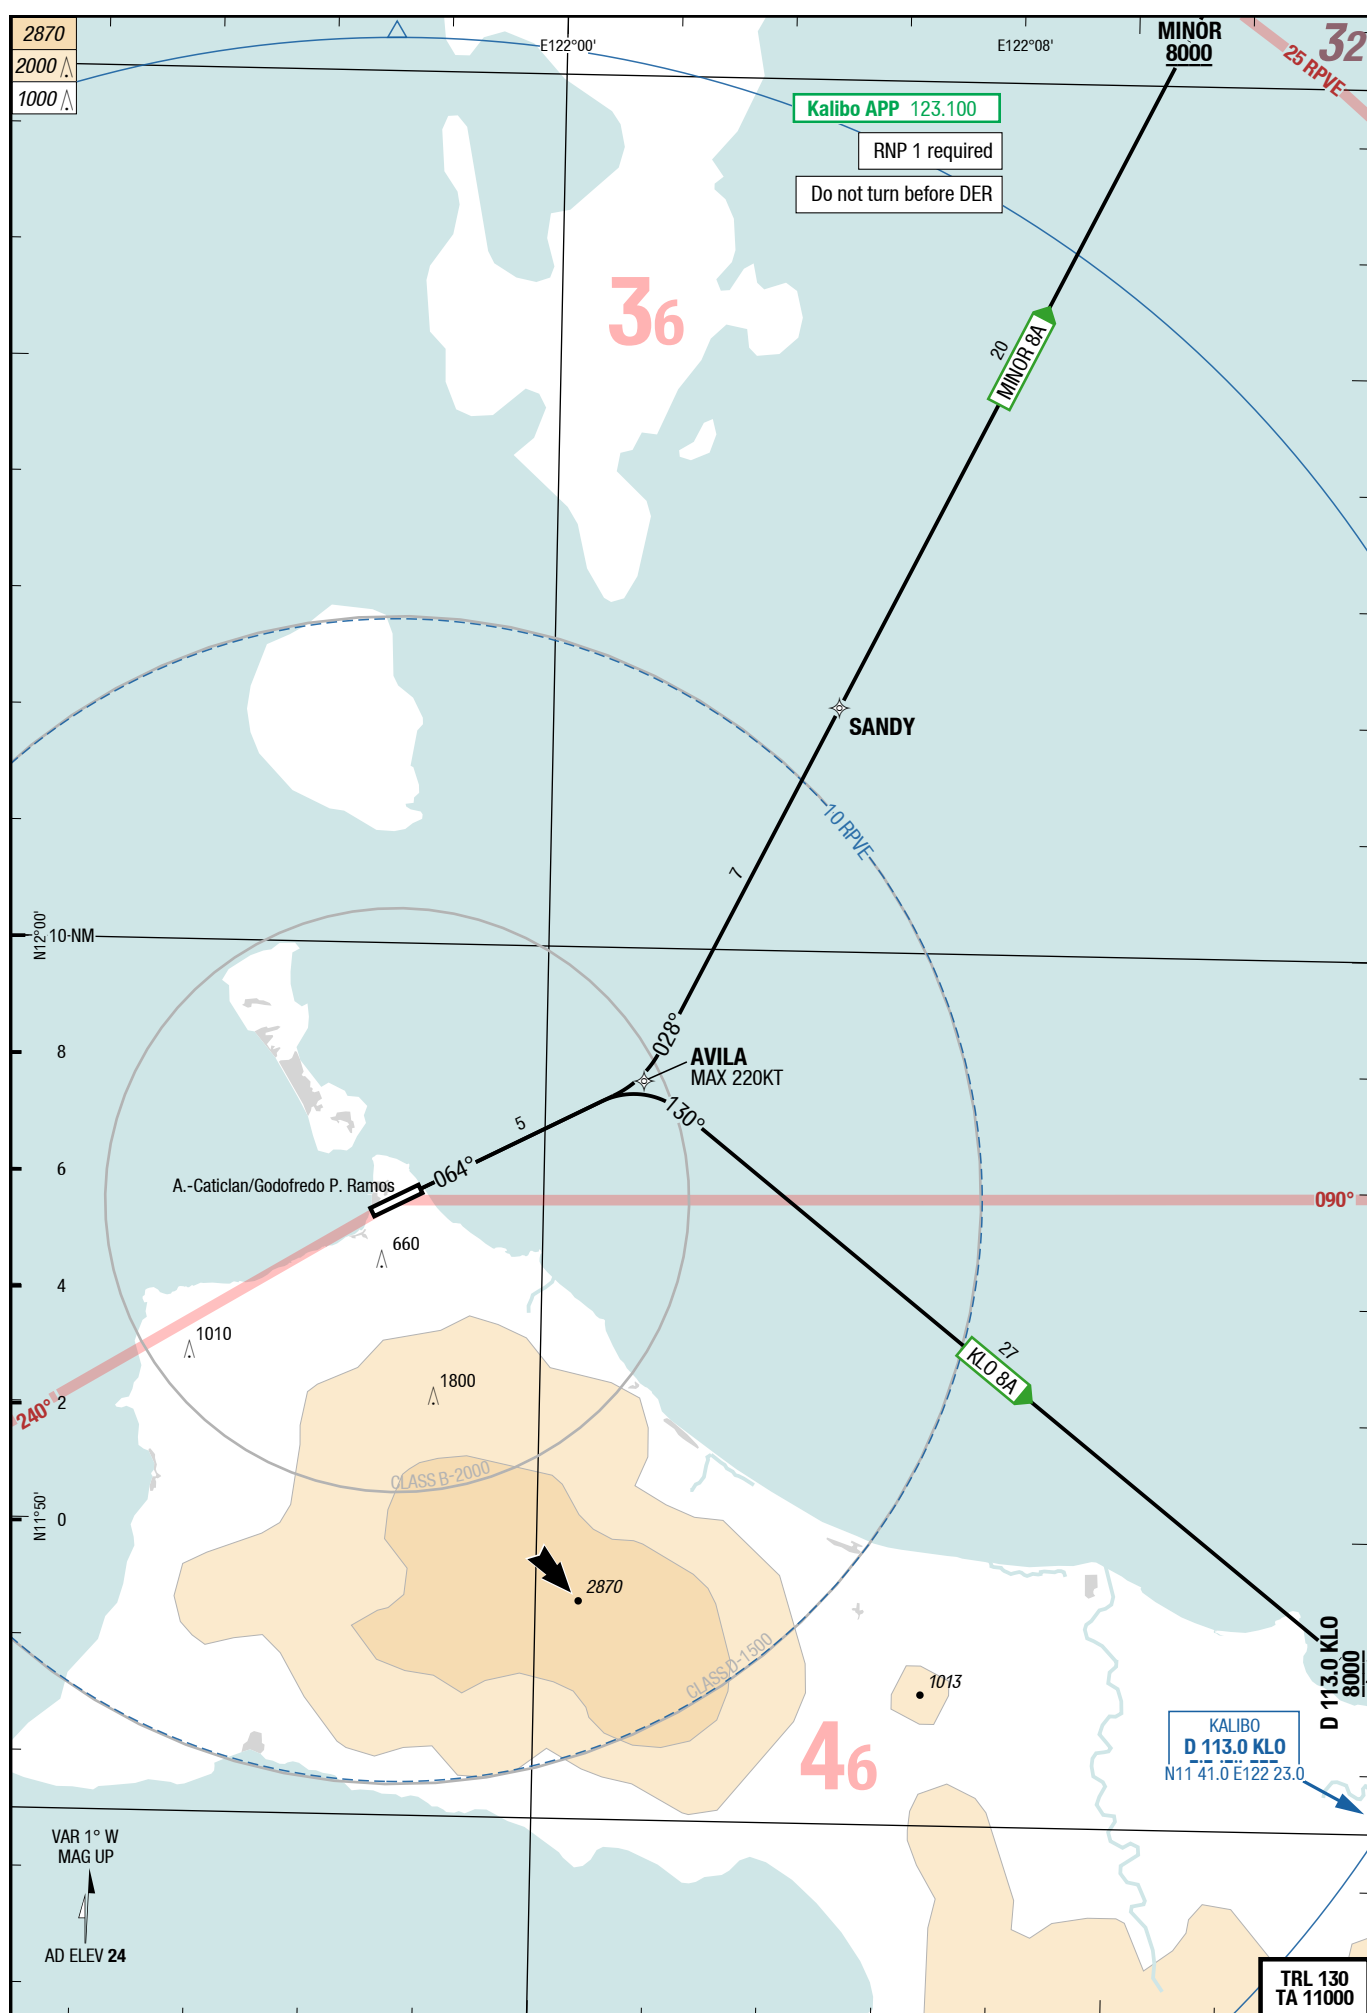 2870
2000
1000
E122°00'
E122°08'
MINOR
8000
32
25 RPVE
Kalibo APP 123.100
RNP 1 required
Do not turn before DER
36
20
MINOR 8A
SANDY
10 RPVE
7
N12°00'
10 NM
028°
AVILA
MAX 220KT
8
130°
5
6
064°
A.-Caticlan/Godofredo P. Ramos
090°
660
4
1010
27
KLO 8A
1800
240°
2
CLASS B-2000
N11°50'
0
2870
CLASS D-1500
D 113.0 KLO
8000
1013
46
KALIBO
D 113.0 KLO
N11 41.0 E122 23.0
VAR 1° W
MAG UP
AD ELEV 24
TRL 130
TA 11000